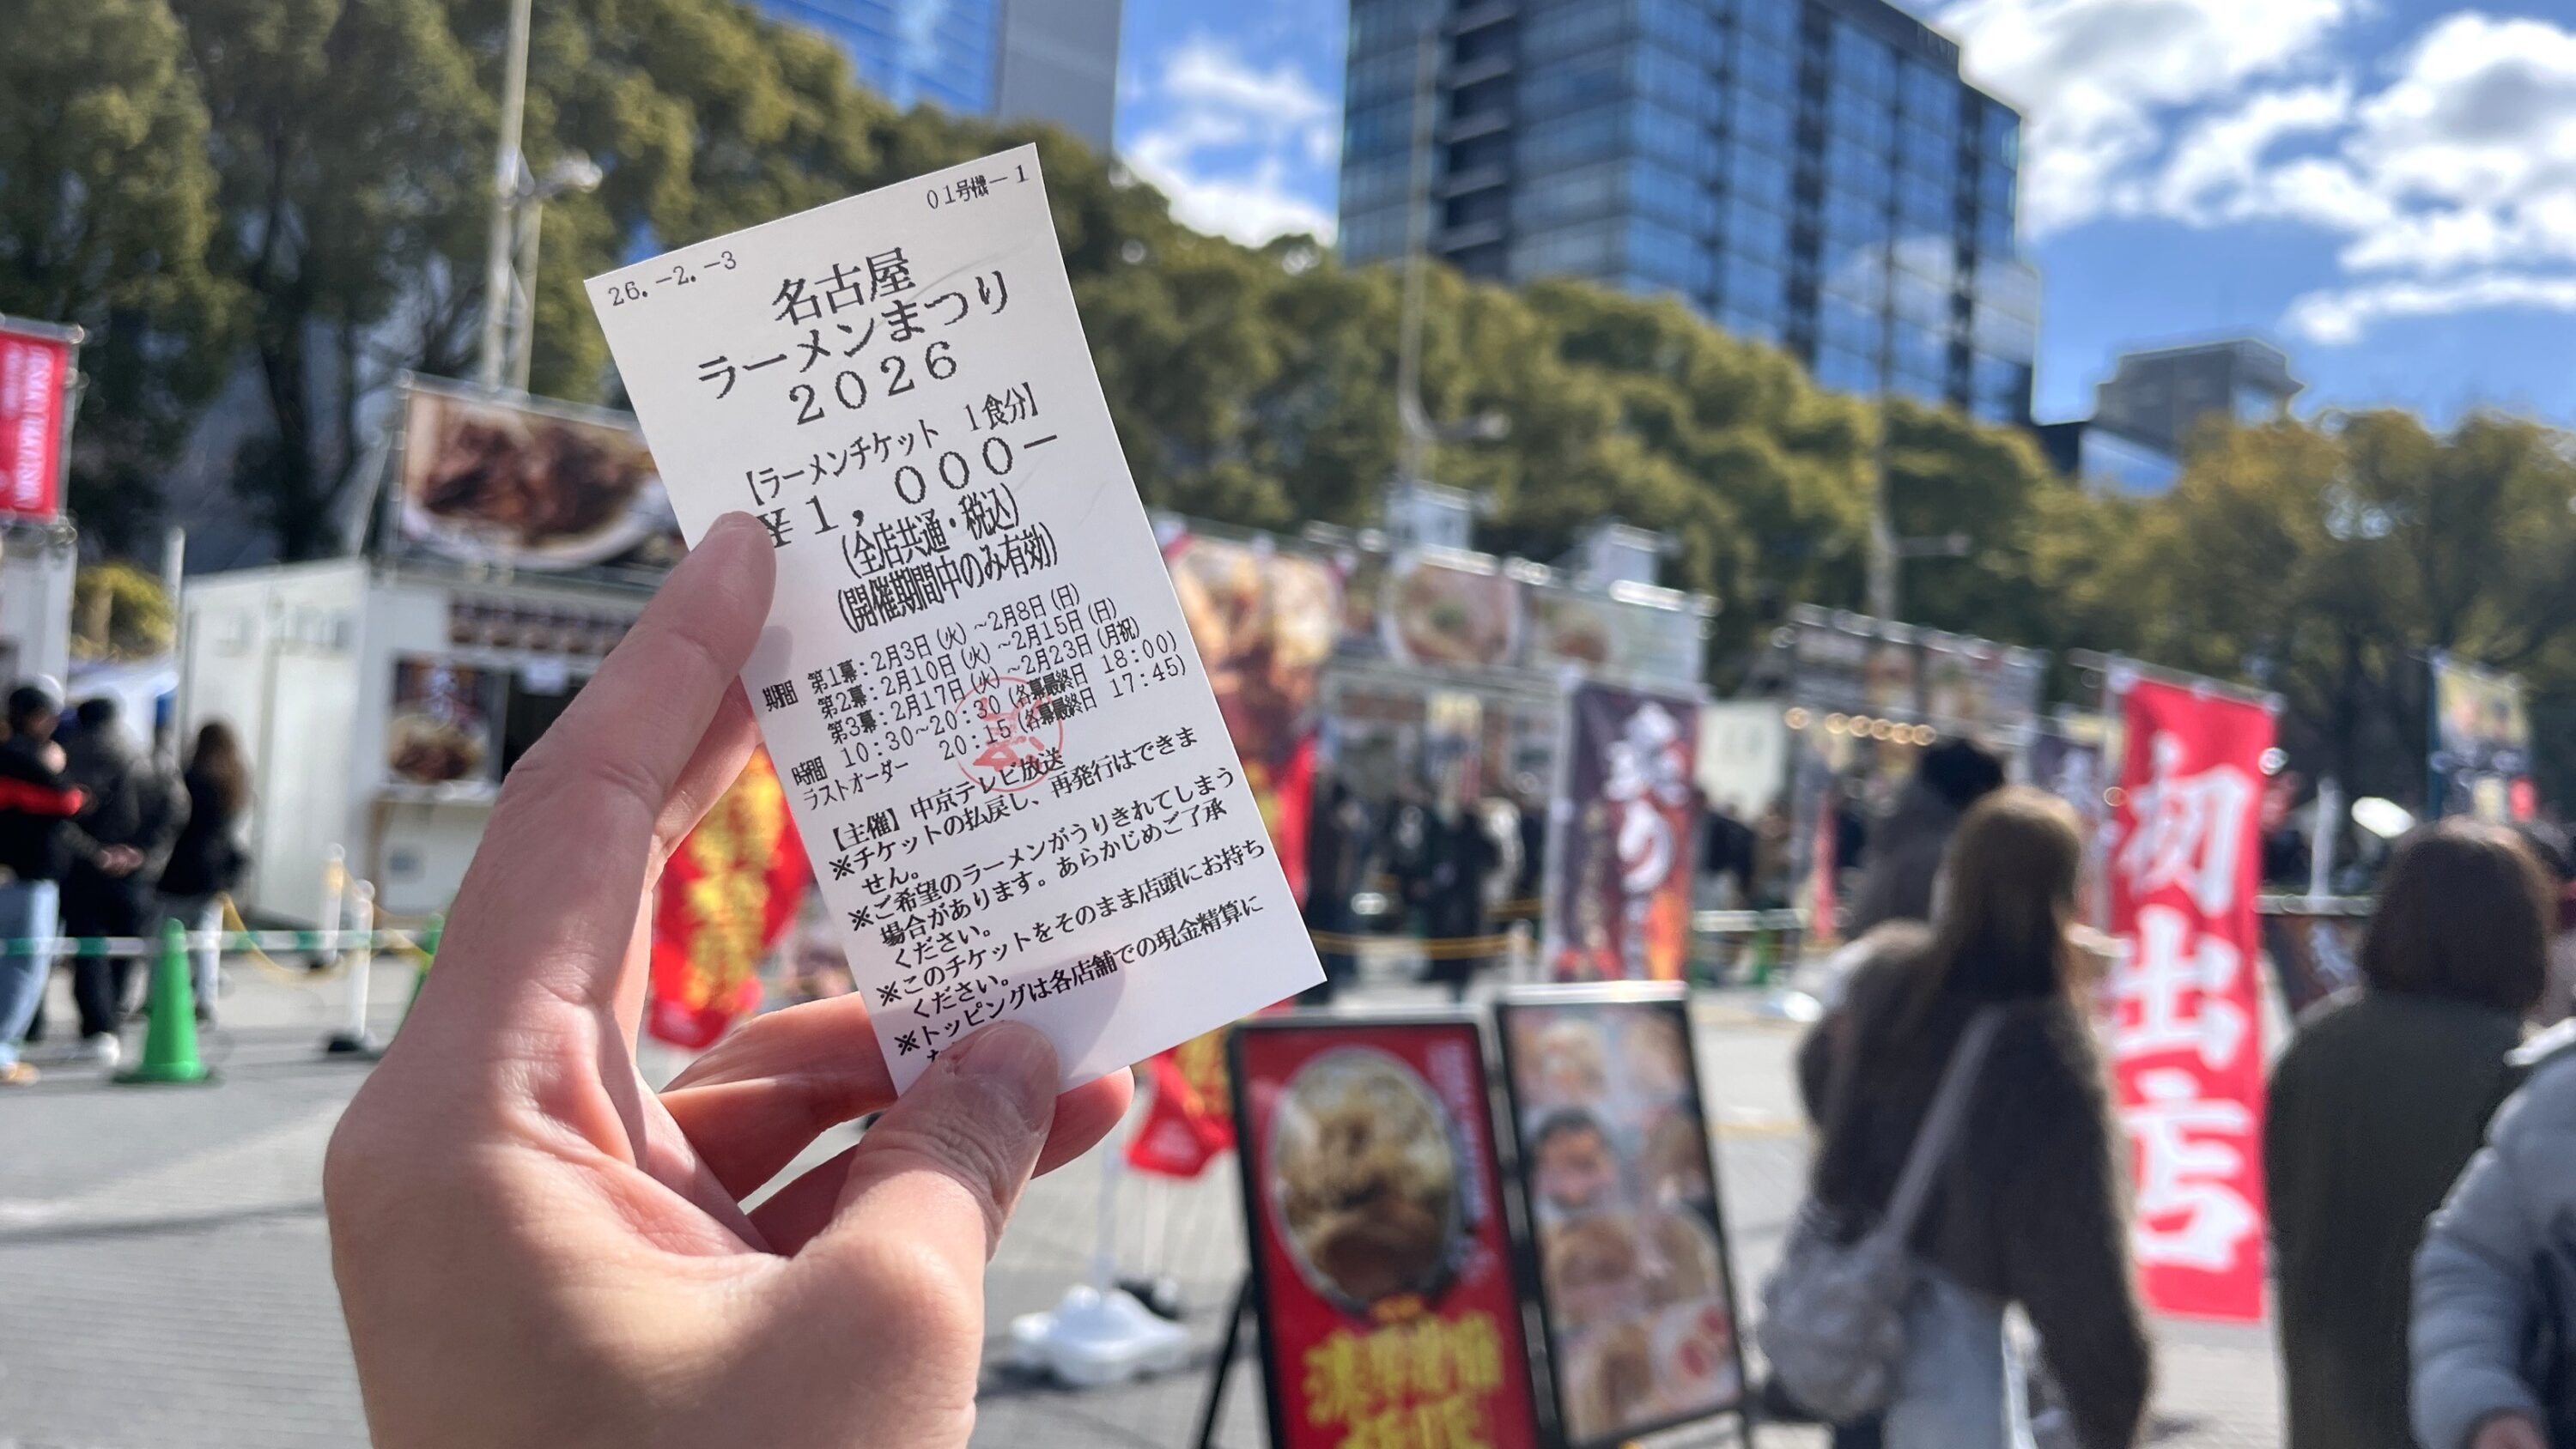 01号機-1
26.-2.-3
名古屋
ラーメンまつり
2026
【ラーメンチケット 1食分】
¥1,000-
(全店共通・税込)
(開催期間中のみ有効)
期間 第1幕:2月3日(火)~2月8日(日)
第2幕:2月10日(火)~2月15日(日)
第3幕:2月17日(火)~2月23日(月祝)
時間 10:30~20:30(各幕最終日 18:00)
ラストオーダー 20:15(各幕最終日 17:45)
【主催】中京テレビ放送
※チケットの払戻し、再発行はできま
せん。
※ご希望のラーメンがうりきれてしまう
場合があります。あらかじめご了承
ください。
※このチケットをそのまま店頭にお持ち
ください。
※トッピングは各店舗での現金精算に
初出店